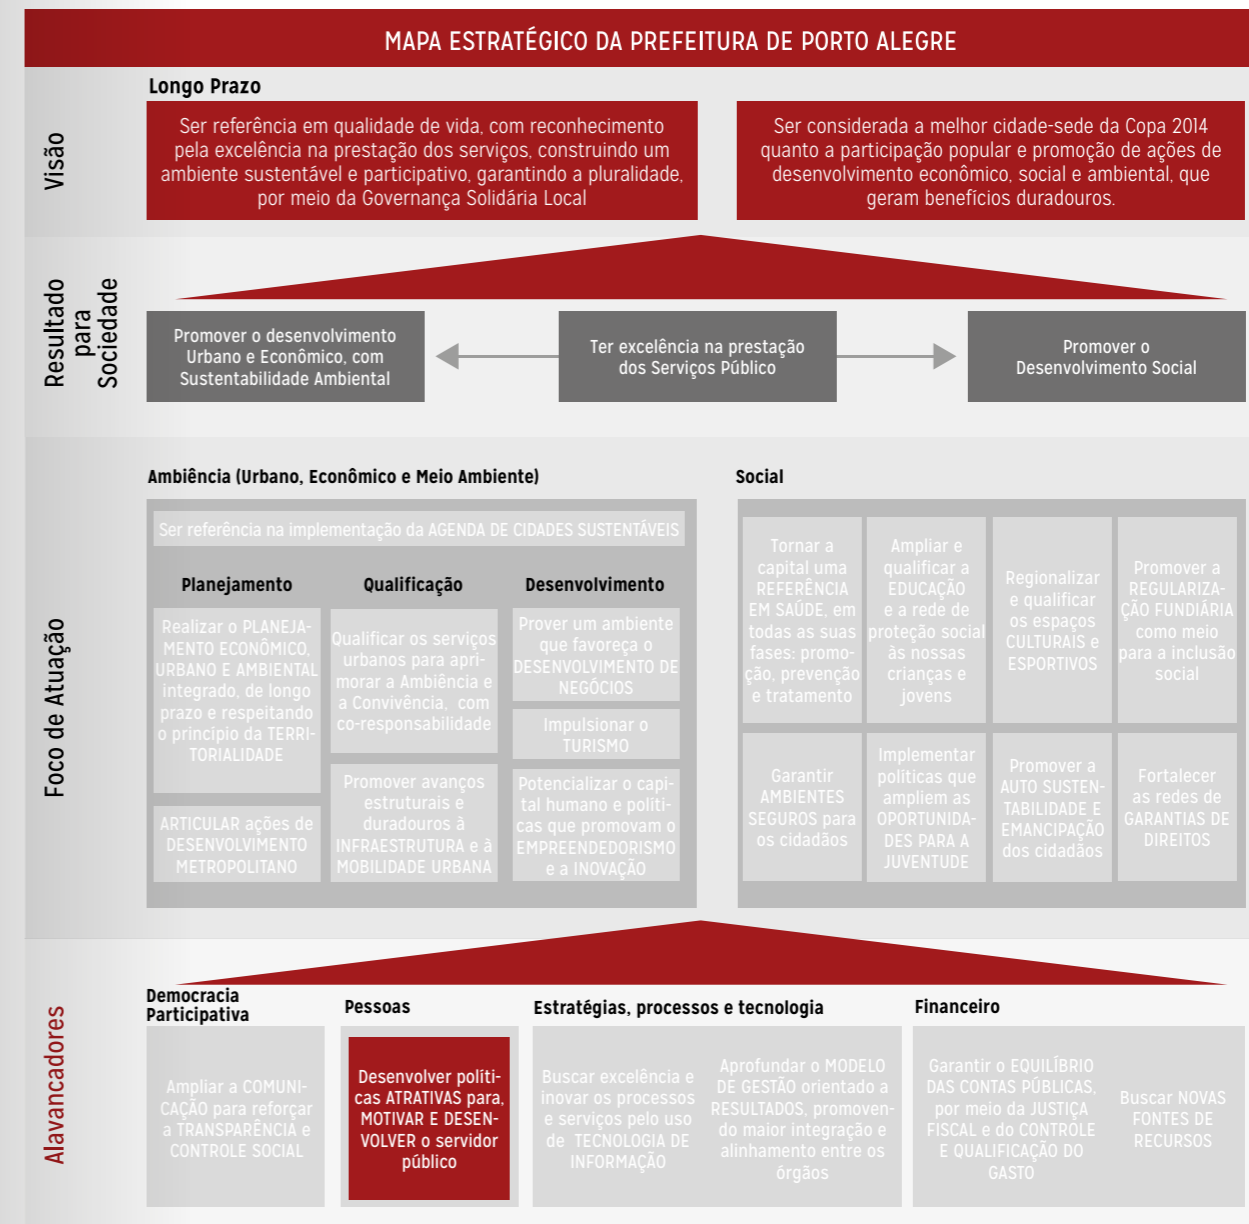 MAPA ESTRATÉGICO DA PREFEITURA DE PORTO ALEGRE
Visão
Longo Prazo
Ser referência em qualidade de vida, com reconhecimento
pela excelência na prestação dos serviços, construindo um
ambiente sustentável e participativo, garantindo a pluralidade,
por meio da Governança Solidária Local
Ser considerada a melhor cidade-sede da Copa 2014
quanto a participação popular e promoção de ações de
desenvolvimento econômico, social e ambiental, que
geram benefícios duradouros.
Resultado
para
Sociedade
Promover o desenvolvimento
Urbano e Econômico, com
Sustentabilidade Ambiental
Ter excelência na prestação
dos Serviços Público
Promover o
Desenvolvimento Social
Foco de Atuação
Ambiência (Urbano, Econômico e Meio Ambiente)
Ser referência na implementação da AGENDA DE CIDADES SUSTENTÁVEIS
Planejamento
Realizar o PLANEJA-
MENTO ECONÔMICO,
URBANO E AMBIENTAL
integrado, de longo
prazo e respeitando
o principio da TERRI-
TORIALIDADE
ARTICULAR ações de
DESENVOLVIMENTO
METROPOLITANO
Qualificação
Qualificar os serviços
urbanos para apri-
morar a Ambiência e
a Convivência, com
co-responsabilidade
Promover avanços
estruturais e
duradouros à
INFRAESTRUTURA e à
MOBILIDADE URBANA
Desenvolvimento
Prover um ambiente
que favoreça o
DESENVOLVIMENTO DE
NEGÓCIOS
Impulsionar o
TURISMO
Potencializar o capi-
tal humano e políti-
cas que promovam o
EMPREENDEDORISMO
e a INOVAÇÃO
Social
Tornar a
capital uma
REFERÊNCIA
EM SAÚDE, em
todas as suas
fases: promo-
ção, prevenção
e tratamento
Ampliar e
qualificar a
EDUCAÇÃO
e a rede de
proteção social
às nossas
crianças e
jovens
Regionalizar
e qualificar
os espaços
CULTURAIS e
ESPORTIVOS
Promover a
REGULARIZA-
ÇÃO FUNDIÁRIA
como meio
para a inclusão
social
Garantir
AMBIENTES
SEGUROS para
os cidadãos
Implementar
políticas que
ampliem as
OPORTUNIDA-
DES PARA A
JUVENTUDE
Promover a
AUTO SUSTEN-
TABILIDADE E
EMANCIPAÇÃO
dos cidadãos
Fortalecer
as redes de
GARANTIAS DE
DIREITOS
Alavancadores
Democracia
Participativa
Ampliar a COMUNI-
CAÇÃO para reforçar
a TRANSPARÊNCIA e
CONTROLE SOCIAL
Pessoas
Desenvolver políti-
cas ATRATIVAS para,
MOTIVAR E DESEN-
VOLVER o servidor
público
Estratégias, processos e tecnologia
Buscar excelência e
inovar os processos
e serviços pelo uso
de TECNOLOGIA DE
INFORMAÇÃO
Aprofundar o MODELO
DE GESTÃO orientado a
RESULTADOS, promoven-
do maior integração e
alinhamento entre os
órgãos
Financeiro
Garantir o EQUILÍBRIO
DAS CONTAS PÚBLICAS,
por meio da JUSTIÇA
FISCAL e do CONTROLE
E QUALIFICAÇÃO DO
GASTO
Buscar NOVAS
FONTES DE
RECURSOS